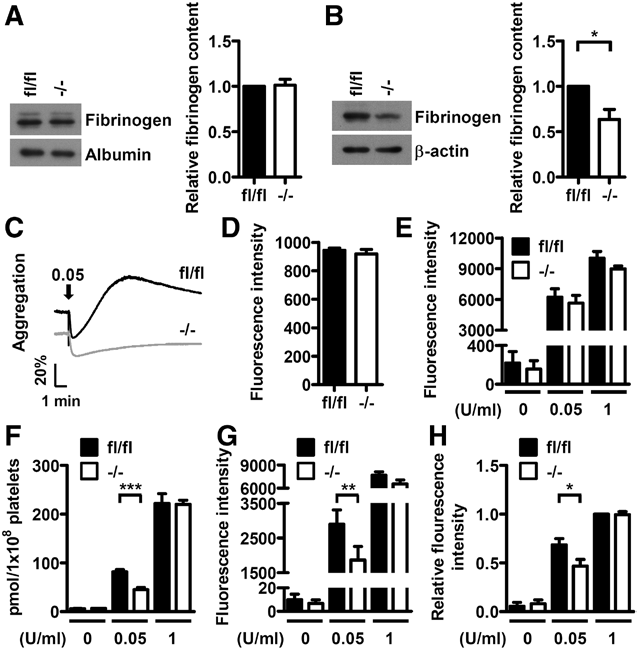 A
fl/fl
-/-
Fibrinogen
Albumin
Relative fibrinogen content
1.5
1.0
0.5
0.0
fl/fl -/-
B
fl/fl
-/-
Fibrinogen
β-actin
Relative fibrinogen content
1.5
1.0
0.5
0.0
*
fl/fl -/-
C
Aggregation
0.05
fl/fl
-/-
20%
1 min
D
Fluorescence intensity
1000
800
600
400
200
0
fl/fl -/-
E
Fluorescence intensity
12000
9000
6000
3000
400
0
fl/fl
-/-
(U/ml) 0 0.05 1
F
pmol/1x10⁸ platelets
300
200
100
0
fl/fl
-/-
***
(U/ml) 0 0.05 1
G
Fluorescence intensity
9000
6000
3500
2500
1500
20
0
fl/fl
-/-
**
(U/ml) 0 0.05 1
H
Relative flourescence
intensity
1.5
1.0
0.5
0.0
fl/fl
-/-
*
(U/ml) 0 0.05 1